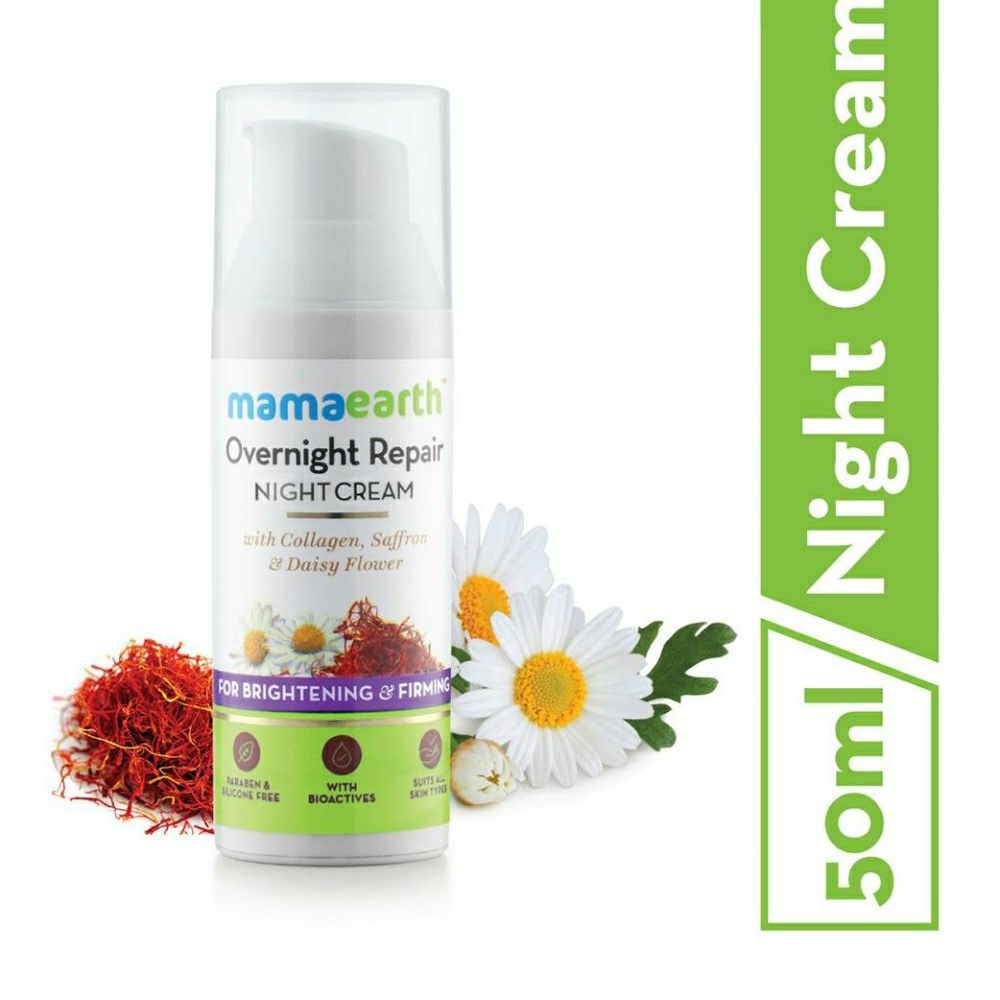 mamaearth™
Overnight Repair
NIGHT CREAM
with Collagen, Saffron
& Daisy Flower
FOR BRIGHTENING & FIRMING
PARABEN &
SILICONE FREE
WITH
BIOACTIVES
SUITS ALL
SKIN TYPES
50ml
Night Cream